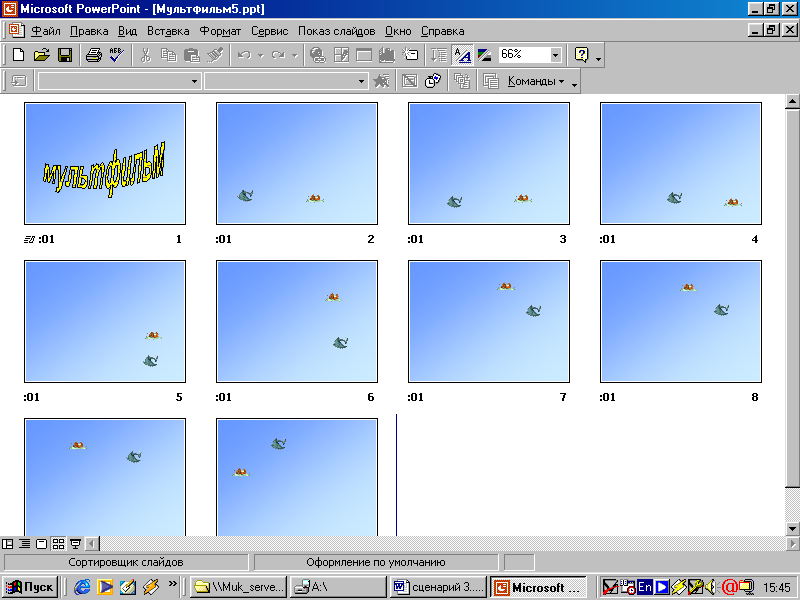 Microsoft PowerPoint - [Мультфильм5.ppt]
Файл Правка Вид Вставка Формат Сервис Показ слайдов Окно Справка
66%
Команды
мультфильм
:01 1
:01 2
:01 3
:01 4
:01 5
:01 6
:01 7
:01 8
Сортировщик слайдов
Оформление по умолчанию
Пуск
»
\\Muk_serve...
A:\
сценарий 3....
Microsoft ...
En
15:45